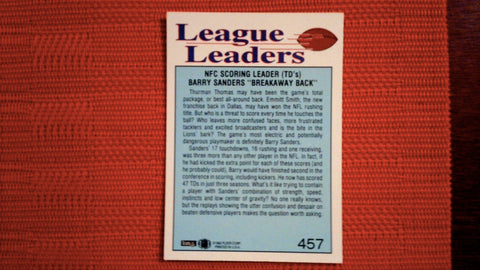 League
Leaders
NFC SCORING LEADER (TD's)
BARRY SANDERS "BREAKAWAY BACK"
Thurman Thomas may have been the game's total
package, or best all-around back. Emmitt Smith, the new
franchise back in Dallas, may have won the NFL rushing
title. But who is a threat to score every time he touches the
ball? Who leaves more confused faces, more frustrated
tacklers and excited broadcasters and is the bite in the
Lions' bark? The game's most electric and potentially
dangerous playmaker is definitely Barry Sanders.
Sanders' 17 touchdowns, 16 rushing and one receiving,
was three more than any other player in the NFL. In fact, if
he had kicked the extra point for each of these scores (and
he probably could), Barry would have finished second in the
conference in scoring, including kickers. He now has scored
47 TDs in just three seasons. What's it like trying to contain
a player with Sanders' combination of strength, speed,
instincts and low center of gravity? No one really knows,
but the replays showing the utter confusion and despair on
beaten defensive players makes the question worth asking.
457